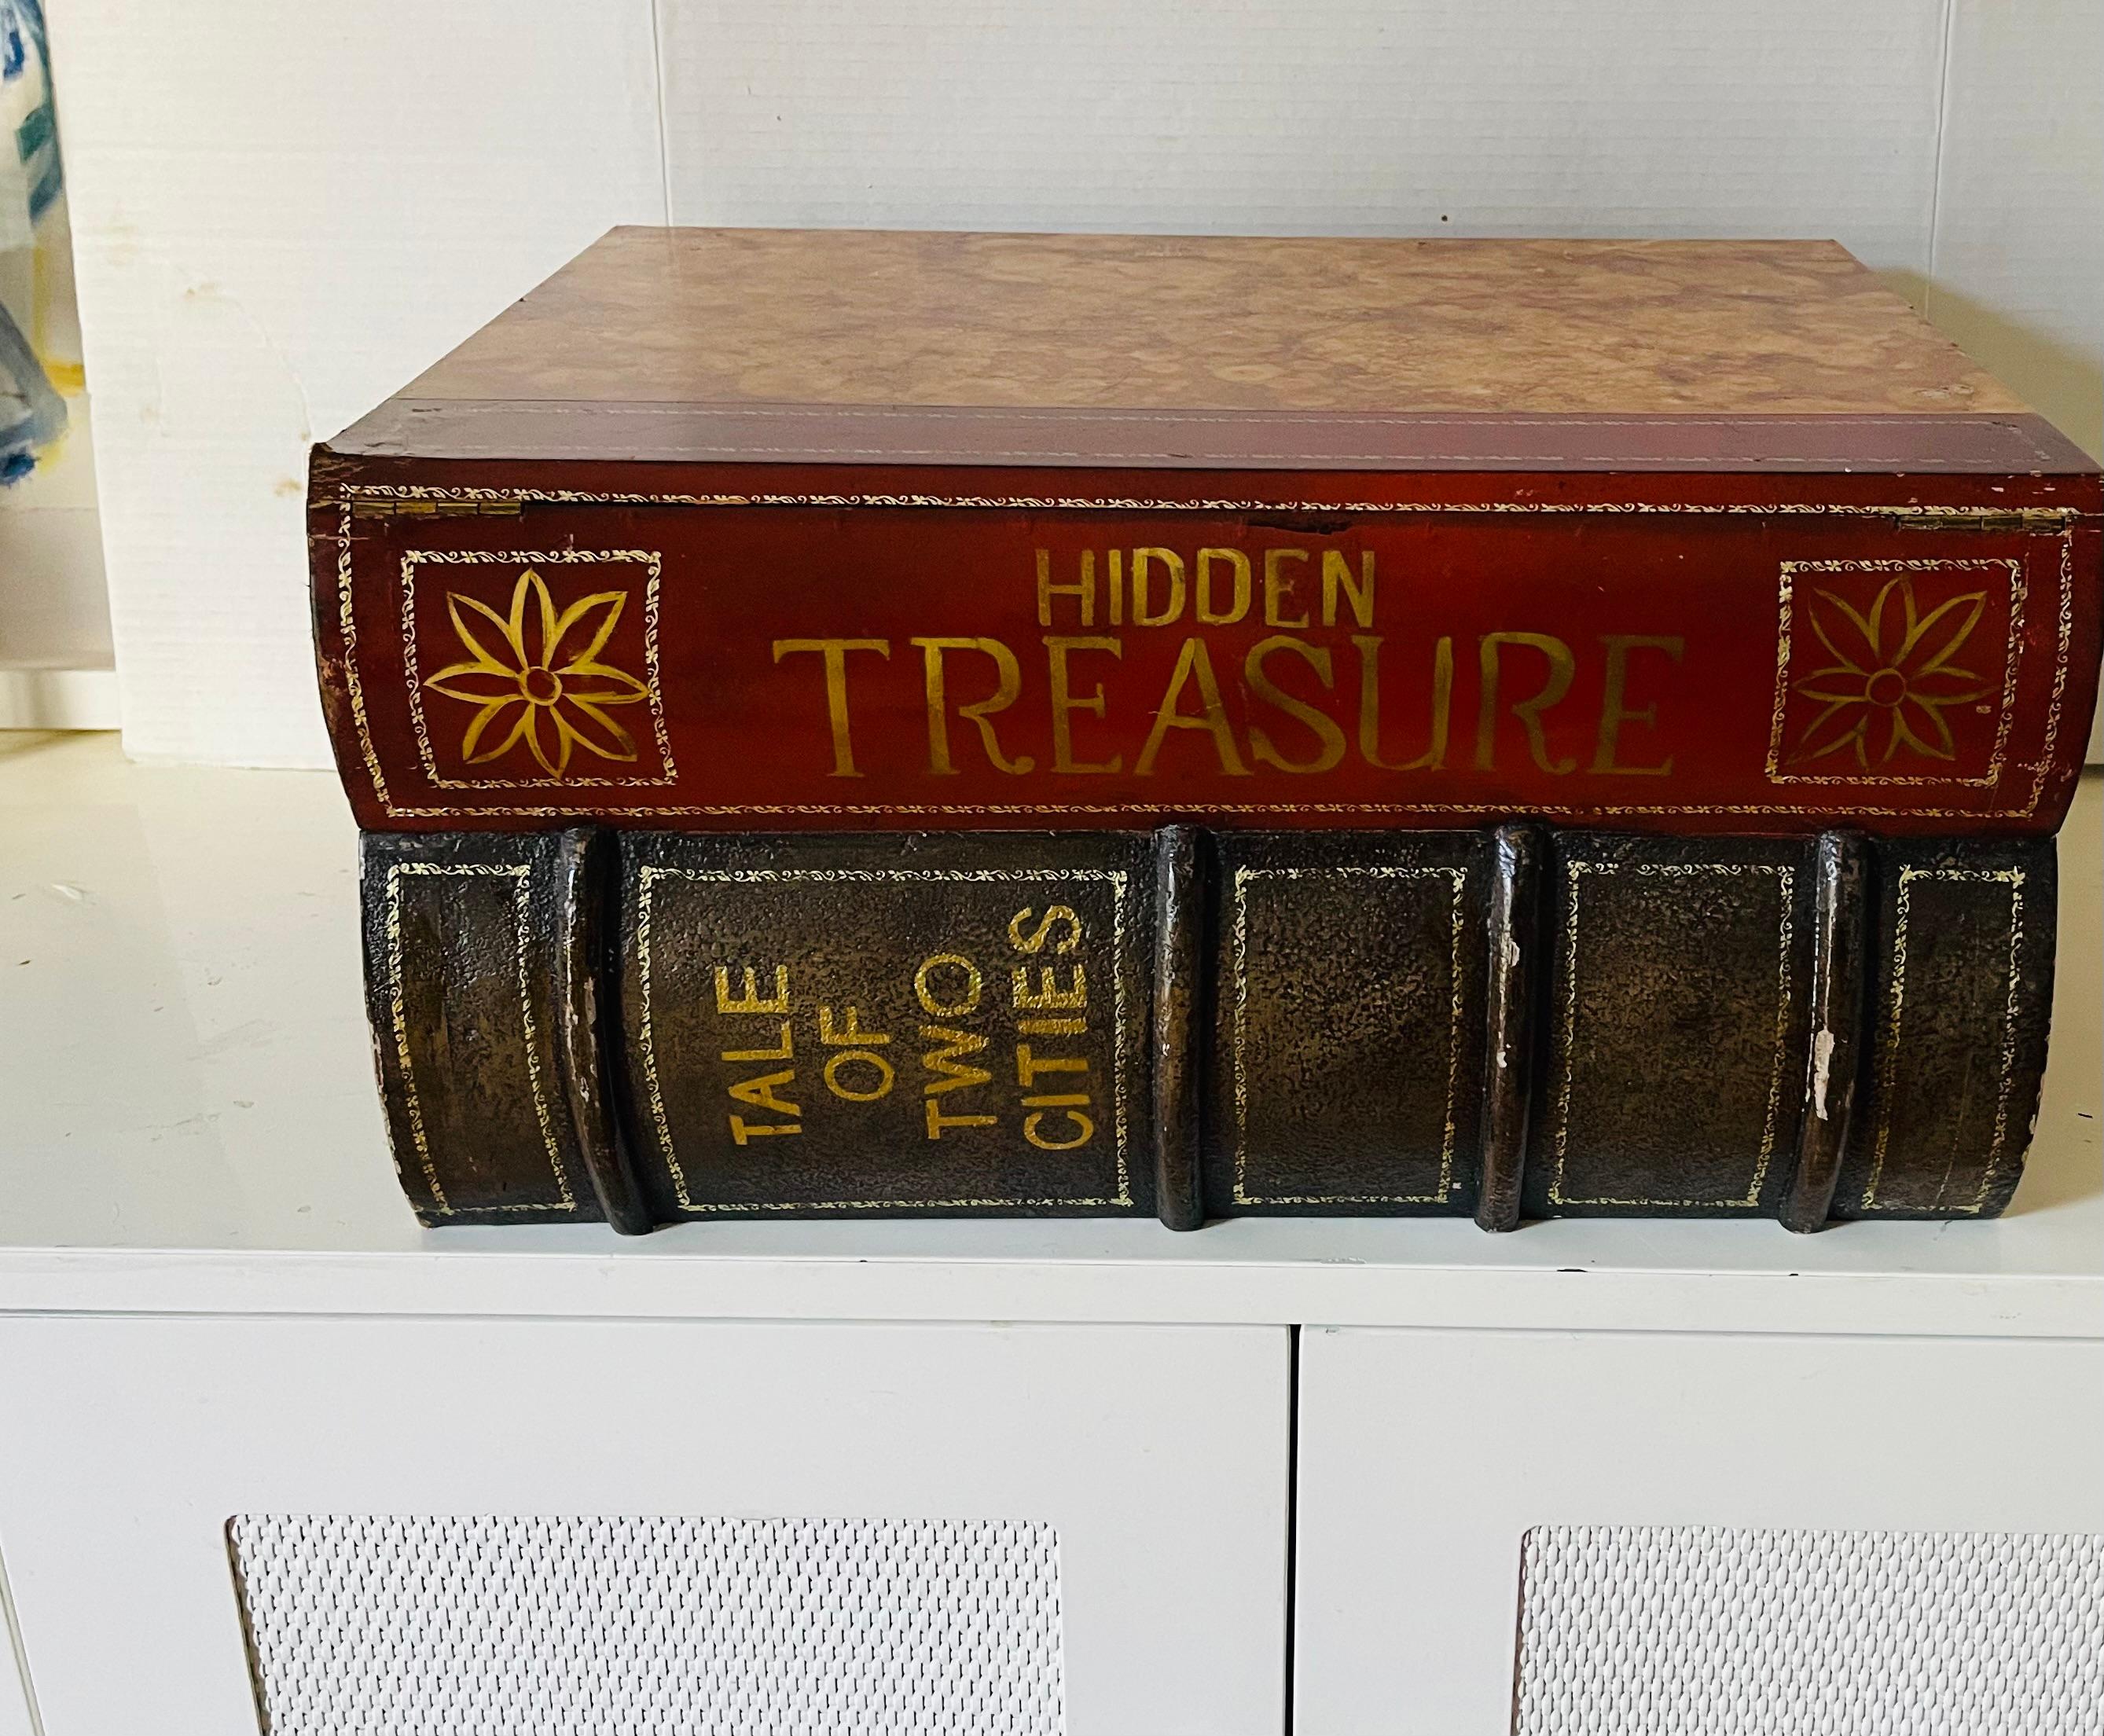 HIDDEN
TREASURE
TALE
OF
TWO
CITIES